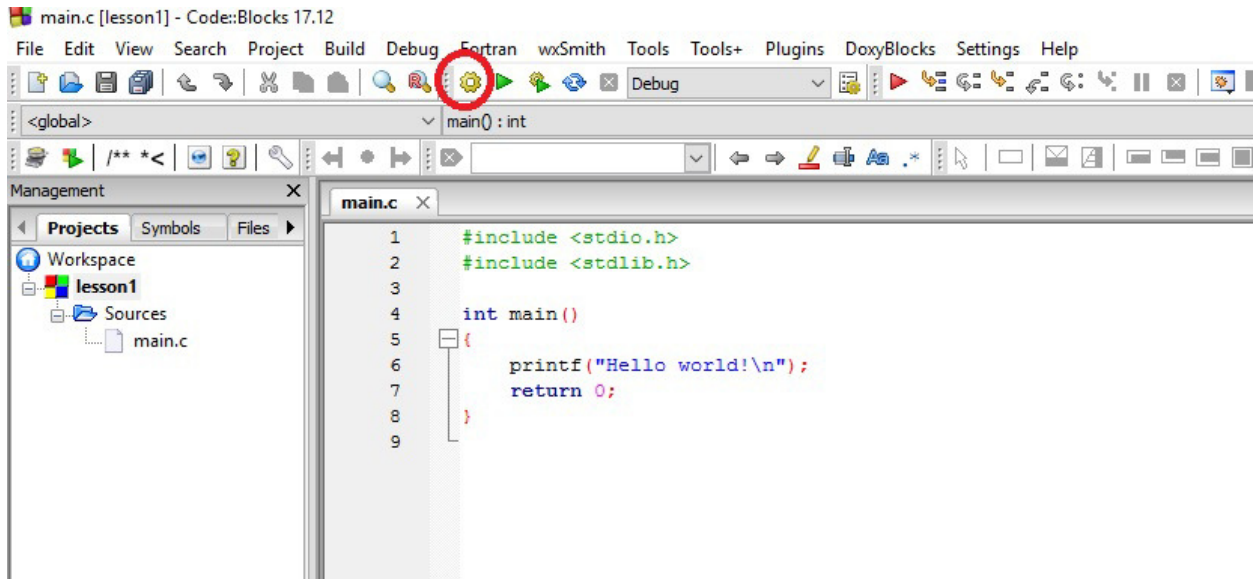 main.c [lesson1] - Code::Blocks 17.12
File Edit View Search Project Build Debug Fortran wxSmith Tools Tools+ Plugins DoxyBlocks Settings Help
Debug
<global> main() : int
/** *<
Management
main.c
Projects Symbols Files
Workspace
lesson1
Sources
main.c
1 #include <stdio.h>
2 #include <stdlib.h>
3
4 int main()
5 {
6 printf("Hello world!\n");
7 return 0;
8 }
9